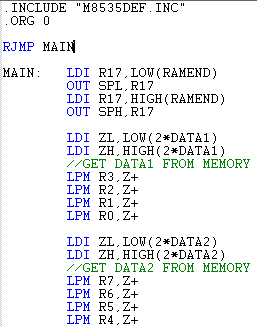 .INCLUDE "M8535DEF.INC"
.ORG 0
RJMP MAIN
MAIN: LDI R17,LOW(RAMEND)
OUT SPL,R17
LDI R17,HIGH(RAMEND)
OUT SPH,R17
LDI ZL,LOW(2*DATA1)
LDI ZH,HIGH(2*DATA1)
//GET DATA1 FROM MEMORY
LPM R3,Z+
LPM R2,Z+
LPM R1,Z+
LPM R0,Z+
LDI ZL,LOW(2*DATA2)
LDI ZH,HIGH(2*DATA2)
//GET DATA2 FROM MEMORY
LPM R7,Z+
LPM R6,Z+
LPM R5,Z+
LPM R4,Z+